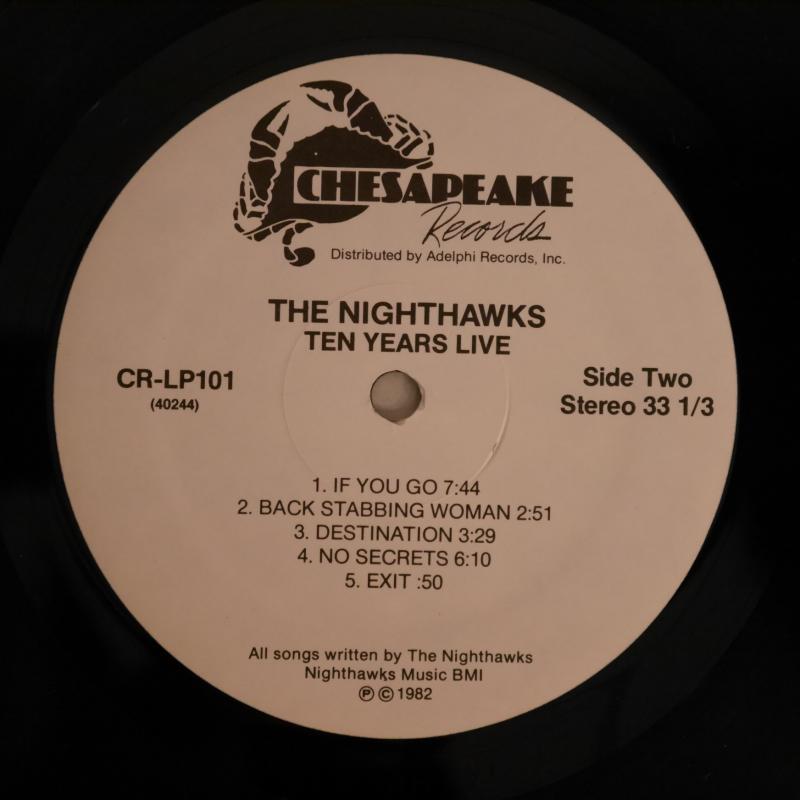 CHESAPEAKE
Records
Distributed by Adelphi Records, Inc.
THE NIGHTHAWKS
TEN YEARS LIVE
CR-LP101
(40244)
Side Two
Stereo 33 1/3
1. IF YOU GO 7:44
2. BACK STABBING WOMAN 2:51
3. DESTINATION 3:29
4. NO SECRETS 6:10
5. EXIT :50
All songs written by The Nighthawks
Nighthawks Music BMI
℗ © 1982